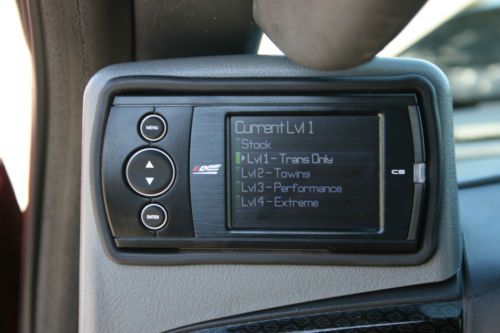 MENU
ENTER
EDGE
Current Lvl 1
Stock
Lvl 1 - Trans Only
Lvl 2 - Towing
Lvl 3 - Performance
Lvl 4 - Extreme
CS